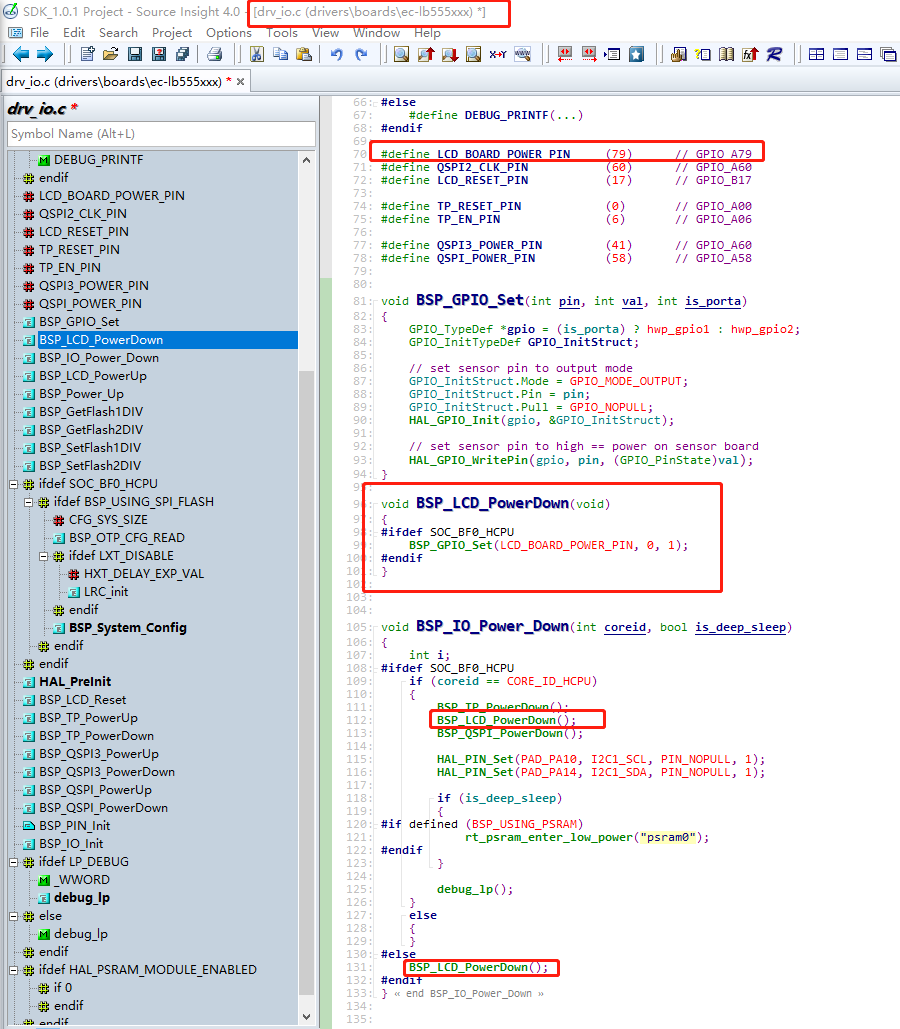 SDK_1.0.1 Project - Source Insight 4.0 - [drv_io.c (drivers\boards\ec-lb555xxx) *]
File Edit Search Project Options Tools View Window Help
drv_io.c (drivers\boards\ec-lb555xxx) * ×
drv_io.c *
Symbol Name (Alt+L)
DEBUG_PRINTF
endif
LCD_BOARD_POWER_PIN
QSPI2_CLK_PIN
LCD_RESET_PIN
TP_RESET_PIN
TP_EN_PIN
QSPI3_POWER_PIN
QSPI_POWER_PIN
BSP_GPIO_Set
BSP_LCD_PowerDown
BSP_IO_Power_Down
BSP_LCD_PowerUp
BSP_Power_Up
BSP_GetFlash1DIV
BSP_GetFlash2DIV
BSP_SetFlash1DIV
BSP_SetFlash2DIV
ifdef SOC_BF0_HCPU
ifdef BSP_USING_SPI_FLASH
CFG_SYS_SIZE
BSP_OTP_CFG_READ
ifdef LXT_DISABLE
HXT_DELAY_EXP_VAL
LRC_init
endif
BSP_System_Config
endif
endif
HAL_PreInit
BSP_LCD_Reset
BSP_TP_PowerUp
BSP_TP_PowerDown
BSP_QSPI3_PowerUp
BSP_QSPI3_PowerDown
BSP_QSPI_PowerUp
BSP_QSPI_PowerDown
BSP_PIN_Init
BSP_IO_Init
ifdef LP_DEBUG
_WWORD
debug_lp
else
debug_lp
endif
ifdef HAL_PSRAM_MODULE_ENABLED
if 0
endif
endif
66: #else
67: #define DEBUG_PRINTF(...)
68: #endif
69:
70: #define LCD_BOARD_POWER_PIN (79) // GPIO_A79
71: #define QSPI2_CLK_PIN (60) // GPIO_A60
72: #define LCD_RESET_PIN (17) // GPIO_B17
73:
74: #define TP_RESET_PIN (0) // GPIO_A00
75: #define TP_EN_PIN (6) // GPIO_A06
76:
77: #define QSPI3_POWER_PIN (41) // GPIO_A60
78: #define QSPI_POWER_PIN (58) // GPIO_A58
79:
80:
81: void BSP_GPIO_Set(int pin, int val, int is_porta)
82: {
83: GPIO_TypeDef *gpio = (is_porta) ? hwp_gpio1 : hwp_gpio2;
84: GPIO_InitTypeDef GPIO_InitStruct;
85:
86: // set sensor pin to output mode
87: GPIO_InitStruct.Mode = GPIO_MODE_OUTPUT;
88: GPIO_InitStruct.Pin = pin;
89: GPIO_InitStruct.Pull = GPIO_NOPULL;
90: HAL_GPIO_Init(gpio, &GPIO_InitStruct);
91:
92: // set sensor pin to high == power on sensor board
93: HAL_GPIO_WritePin(gpio, pin, (GPIO_PinState)val);
94: }
95:
96: void BSP_LCD_PowerDown(void)
97: {
98: #ifdef SOC_BF0_HCPU
99: BSP_GPIO_Set(LCD_BOARD_POWER_PIN, 0, 1);
100: #endif
101: }
102:
103:
104:
105: void BSP_IO_Power_Down(int coreid, bool is_deep_sleep)
106: {
107: int i;
108: #ifdef SOC_BF0_HCPU
109: if (coreid == CORE_ID_HCPU)
110: {
111: BSP_TP_PowerDown();
112: BSP_LCD_PowerDown();
113: BSP_QSPI_PowerDown();
114:
115: HAL_PIN_Set(PAD_PA10, I2C1_SCL, PIN_NOPULL, 1);
116: HAL_PIN_Set(PAD_PA14, I2C1_SDA, PIN_NOPULL, 1);
117:
118: if (is_deep_sleep)
119: {
120: #if defined (BSP_USING_PSRAM)
121: rt_psram_enter_low_power("psram0");
122: #endif
123: }
124:
125: debug_lp();
126: }
127: else
128: {
129: }
130: #else
131: BSP_LCD_PowerDown();
132: #endif
133: } « end BSP_IO_Power_Down »
134:
135: